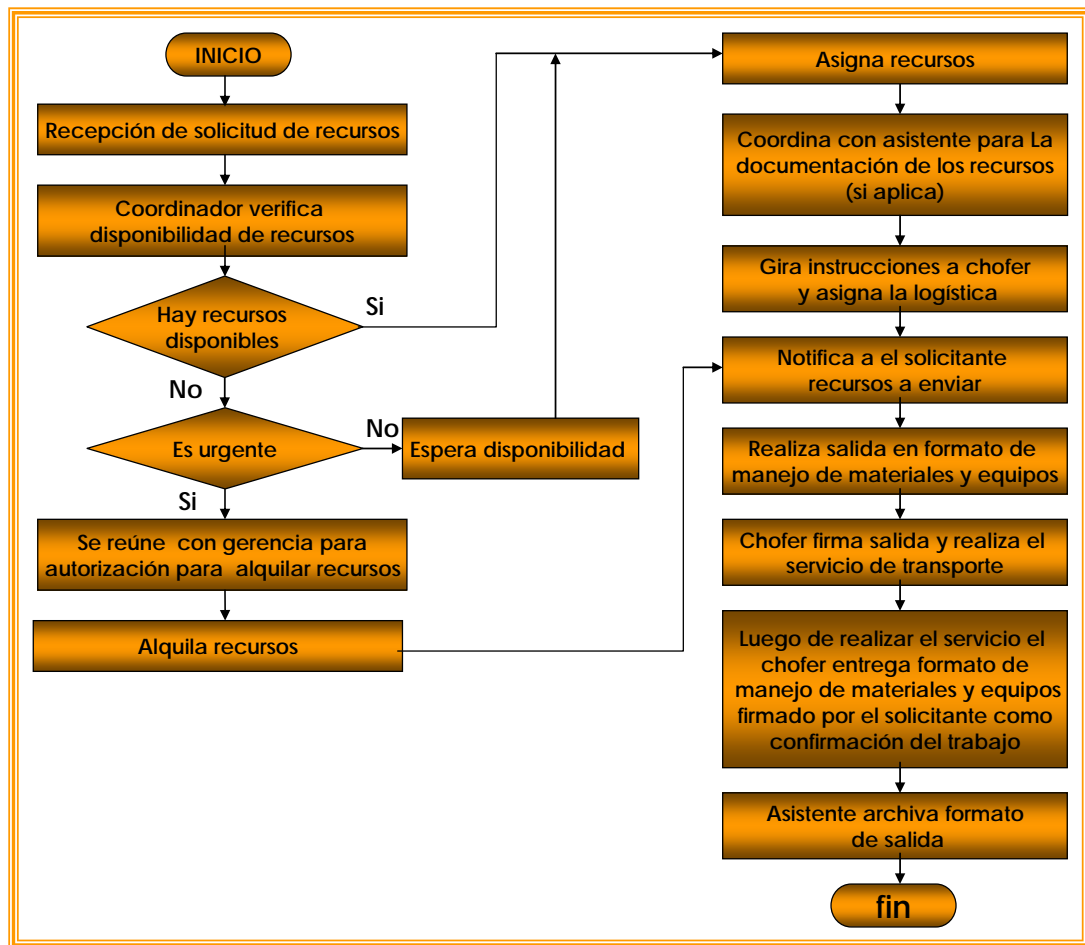 INICIO
Recepción de solicitud de recursos
Coordinador verifica
disponibilidad de recursos
Hay recursos
disponibles
Si
No
Es urgente
No
Espera disponibilidad
Si
Se reúne con gerencia para
autorización para alquilar recursos
Alquila recursos
Asigna recursos
Coordina con asistente para La
documentación de los recursos
(si aplica)
Gira instrucciones a chofer
y asigna la logística
Notifica a el solicitante
recursos a enviar
Realiza salida en formato de
manejo de materiales y equipos
Chofer firma salida y realiza el
servicio de transporte
Luego de realizar el servicio el
chofer entrega formato de
manejo de materiales y equipos
firmado por el solicitante como
confirmación del trabajo
Asistente archiva formato
de salida
fin